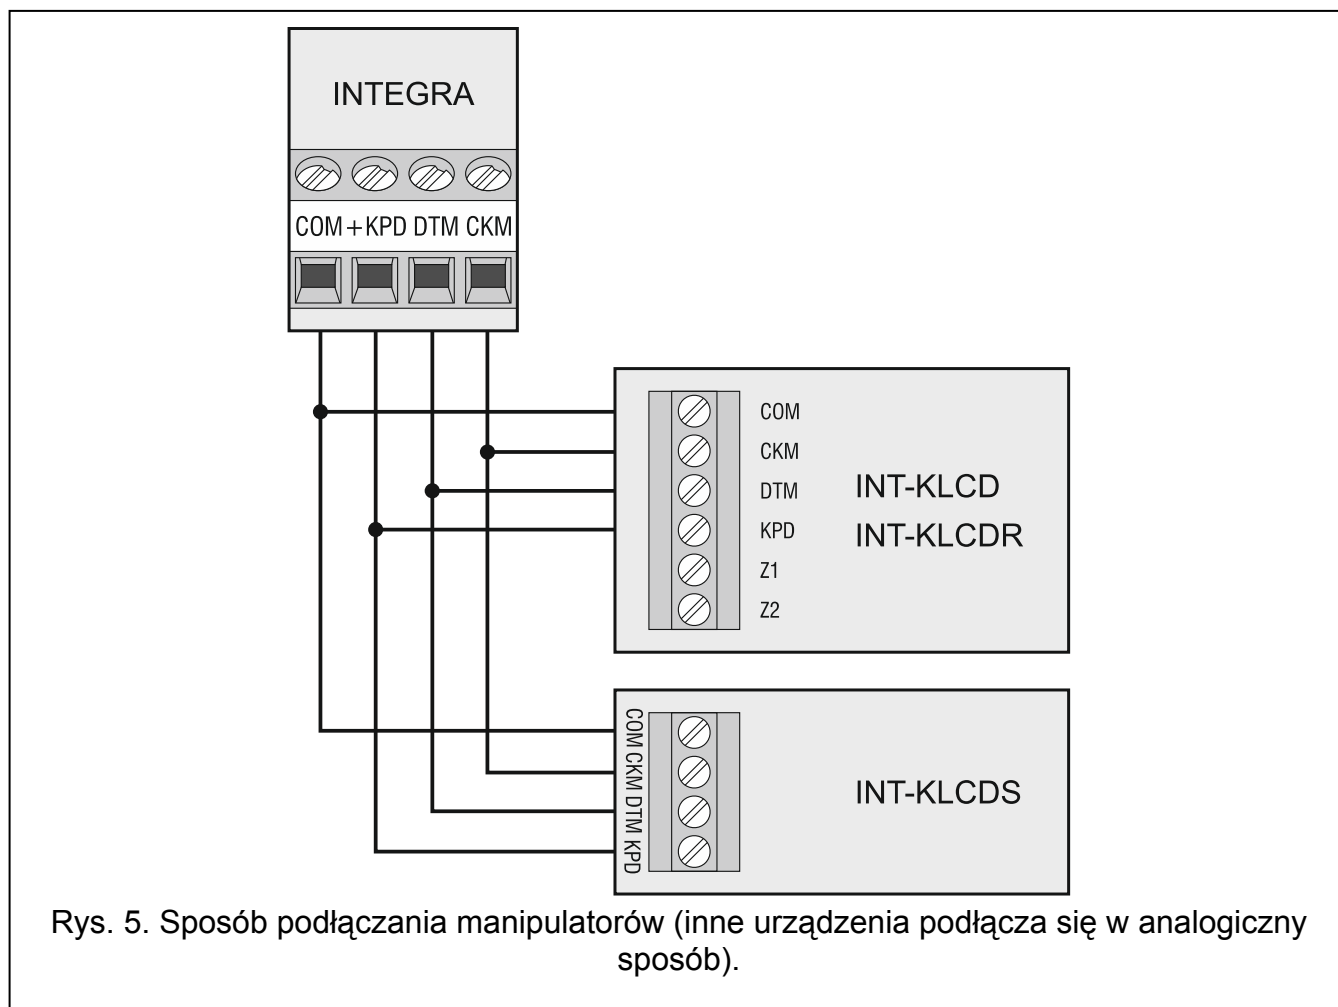 INTEGRA
COM +KPD DTM CKM
COM
CKM
DTM
KPD
Z1
Z2
INT-KLCD
INT-KLCDR
COM CKM DTM KPD
INT-KLCDS
Rys. 5. Sposób podłączania manipulatorów (inne urządzenia podłącza się w analogiczny
sposób).